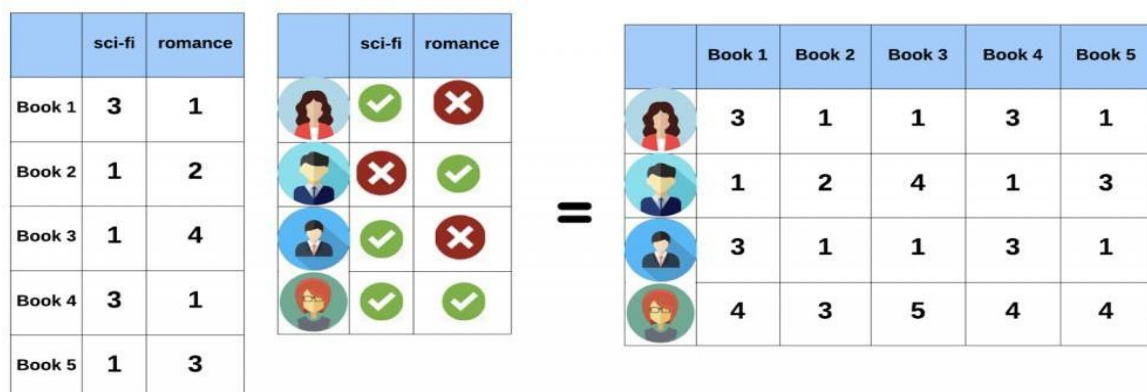 sci-fi romance
Book 1 3 1
Book 2 1 2
Book 3 1 4
Book 4 3 1
Book 5 1 3
sci-fi romance
=
Book 1 Book 2 Book 3 Book 4 Book 5
3 1 1 3 1
1 2 4 1 3
3 1 1 3 1
4 3 5 4 4